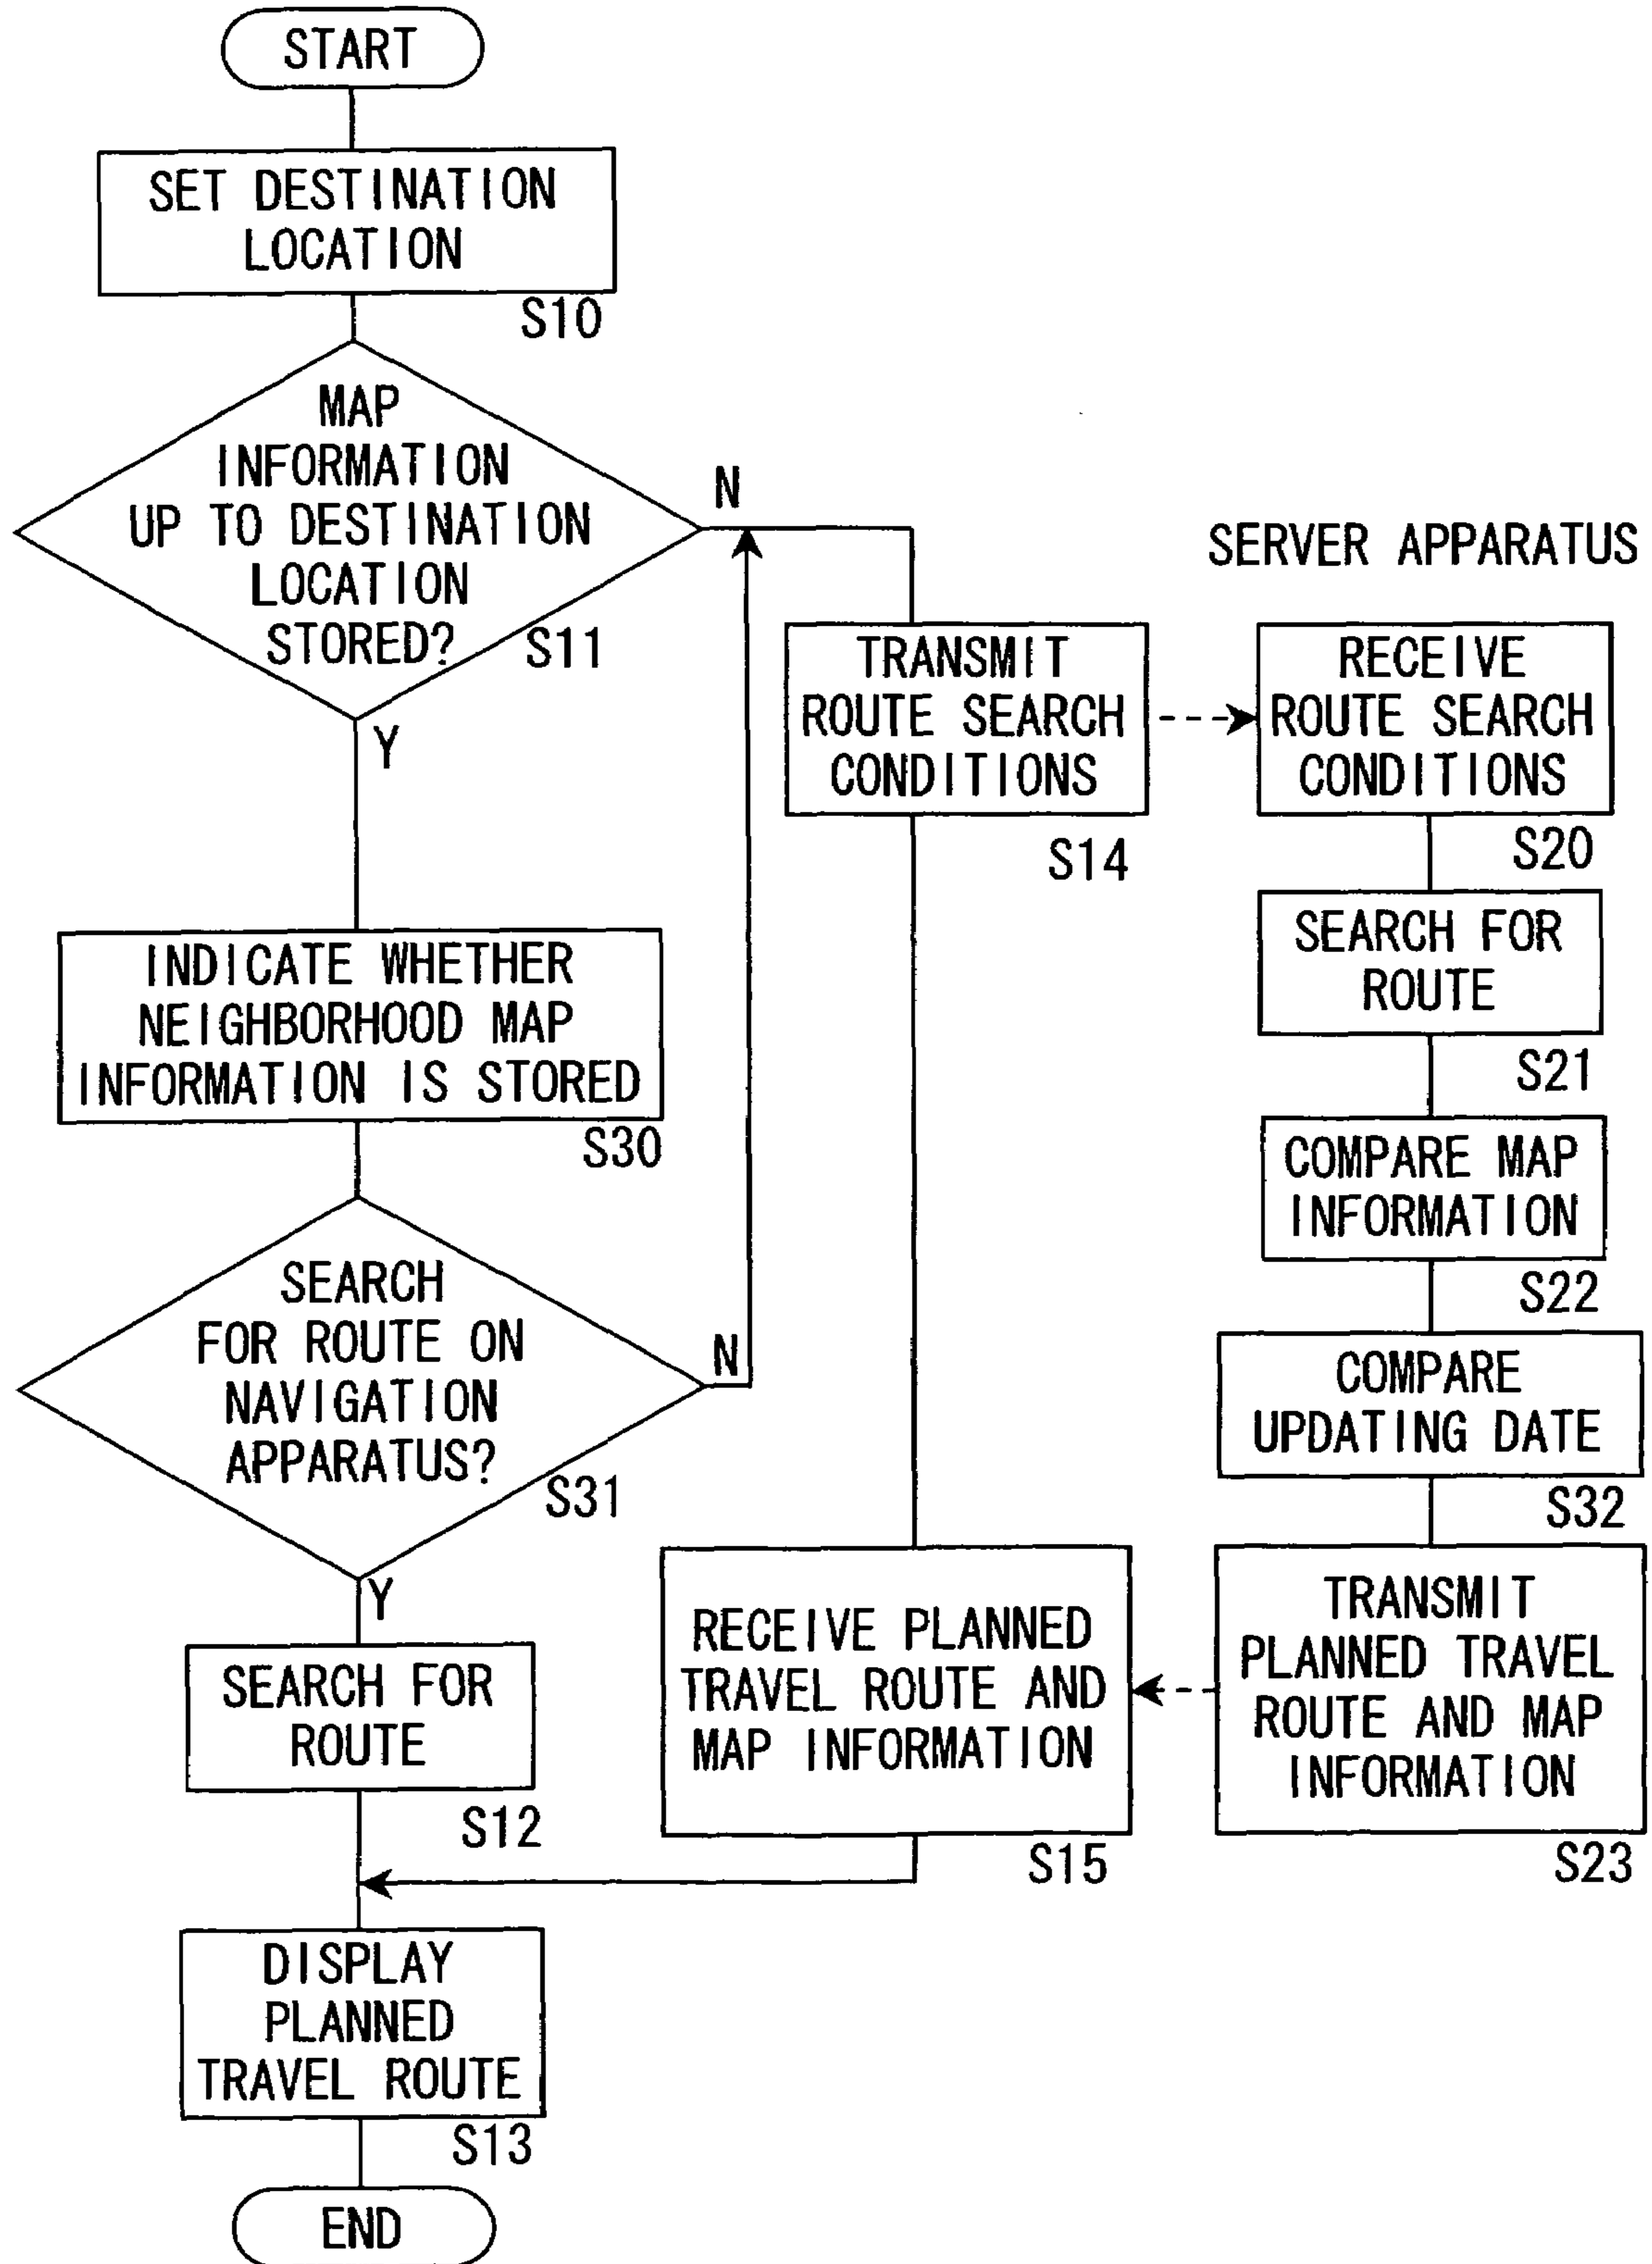 START
SET DESTINATION
LOCATION
S10
MAP
INFORMATION
UP TO DESTINATION
LOCATION
STORED?
S11
N
Y
INDICATE WHETHER
NEIGHBORHOOD MAP
INFORMATION IS STORED
S30
SEARCH
FOR ROUTE ON
NAVIGATION
APPARATUS?
S31
N
Y
SEARCH FOR
ROUTE
S12
DISPLAY
PLANNED
TRAVEL ROUTE
S13
END
TRANSMIT
ROUTE SEARCH
CONDITIONS
S14
RECEIVE PLANNED
TRAVEL ROUTE AND
MAP INFORMATION
S15
SERVER APPARATUS
RECEIVE
ROUTE SEARCH
CONDITIONS
S20
SEARCH FOR
ROUTE
S21
COMPARE MAP
INFORMATION
S22
COMPARE
UPDATING DATE
S32
TRANSMIT
PLANNED TRAVEL
ROUTE AND MAP
INFORMATION
S23